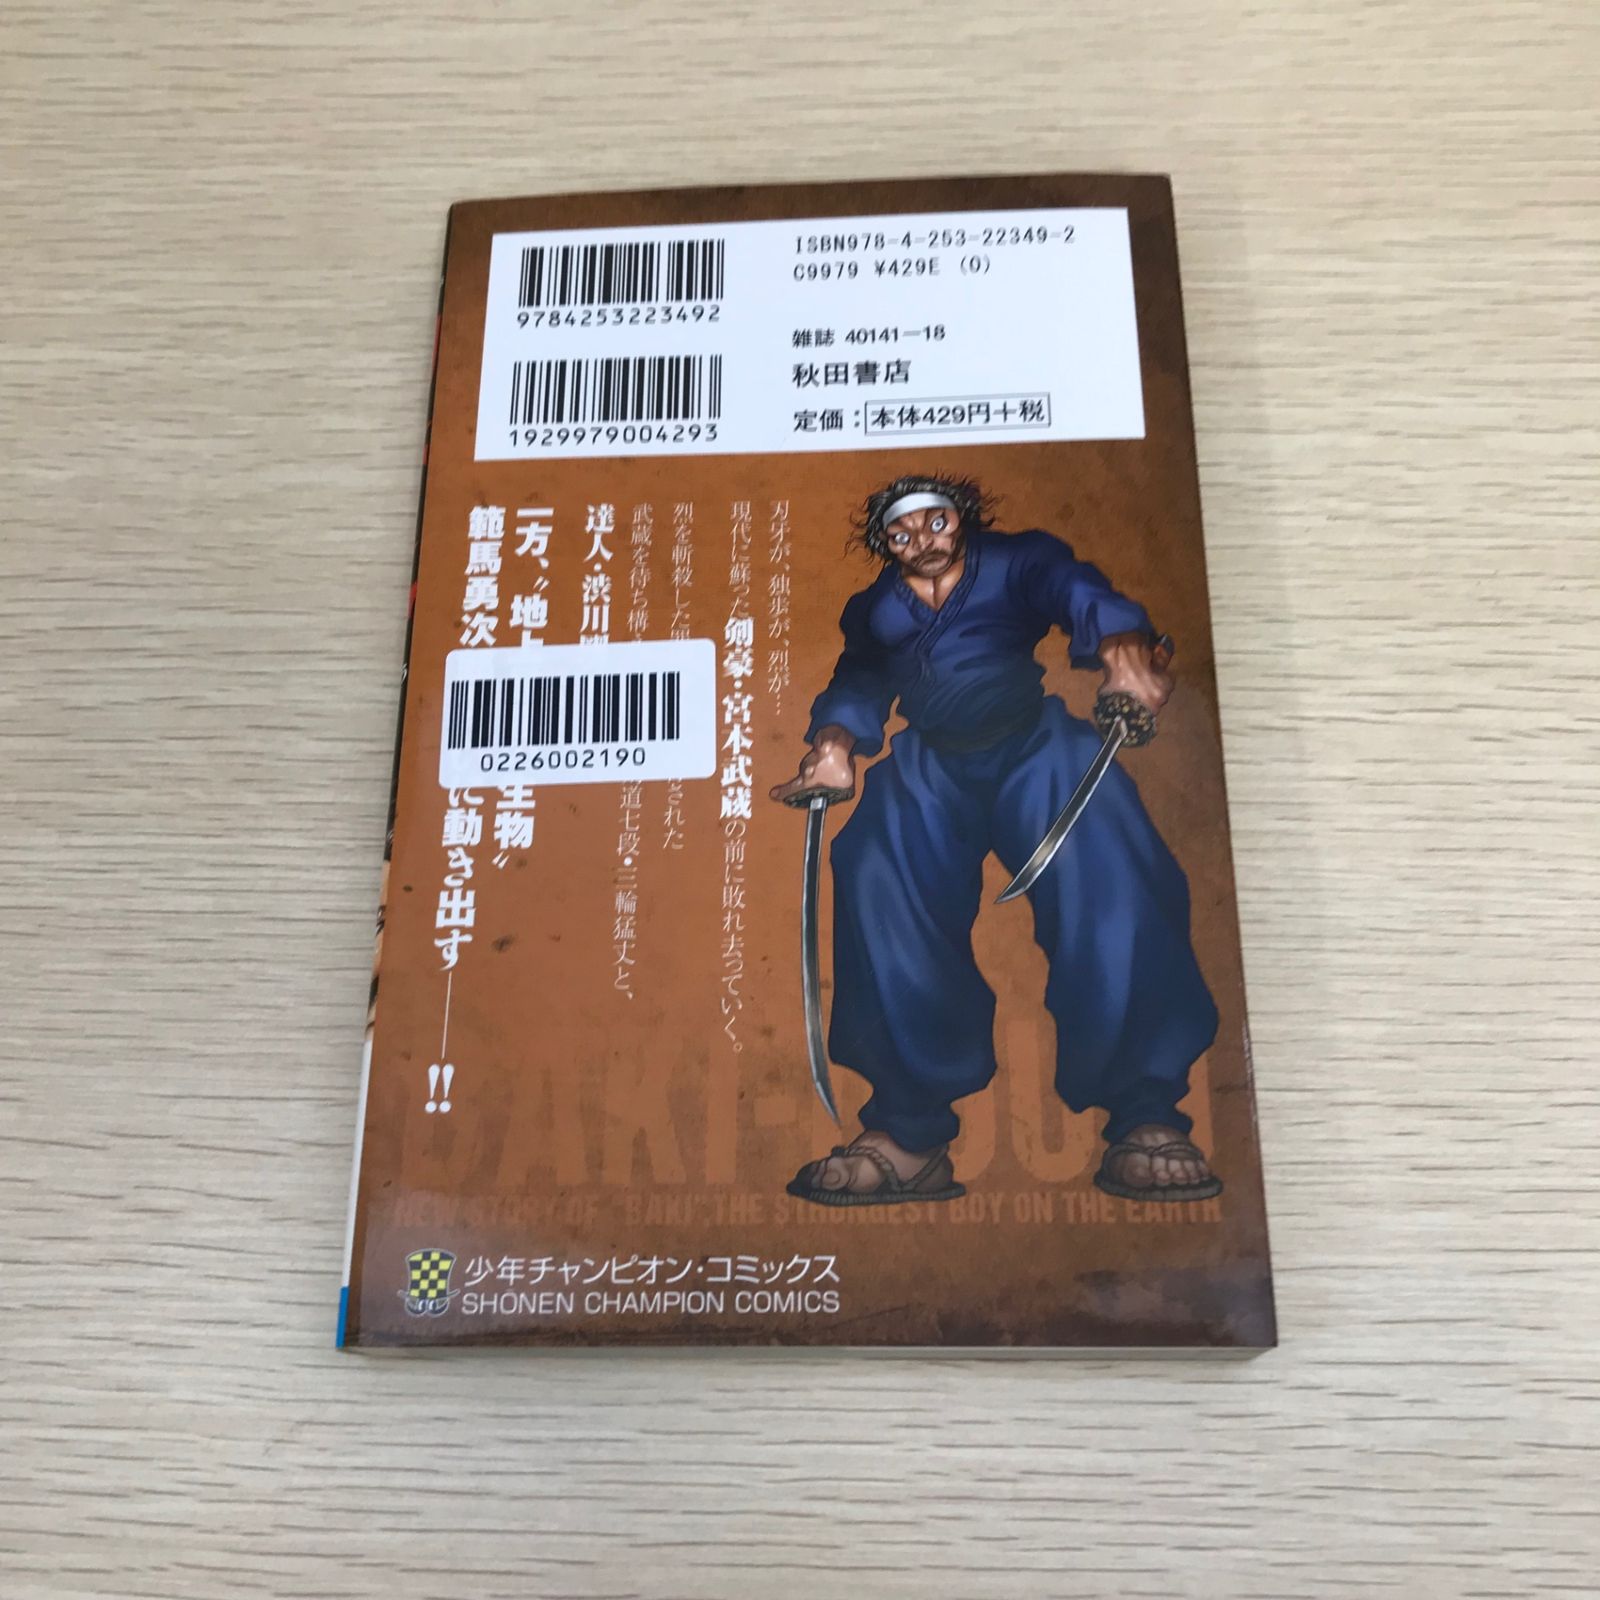 9784253223492
1929979004293
ISBN978-4-253-22349-2
C9979 ¥429E (0)
雑誌 40141-18
秋田書店
定価:本体429円+税
刃牙が、独歩が、烈が…
現代に蘇った剣豪・宮本武蔵の前に敗れ去っていく。
烈を斬殺した
された
武蔵を待ち構え
道七段・三輪猛丈と、
達人・渋川
一方、"地上
生物"
範馬勇次
に動き出す――!!
0226002190
BAKI-DOU
NEW STORY OF "BAKI", THE STRONGEST BOY ON THE EARTH
少年チャンピオン・コミックス
SHŌNEN CHAMPION COMICS